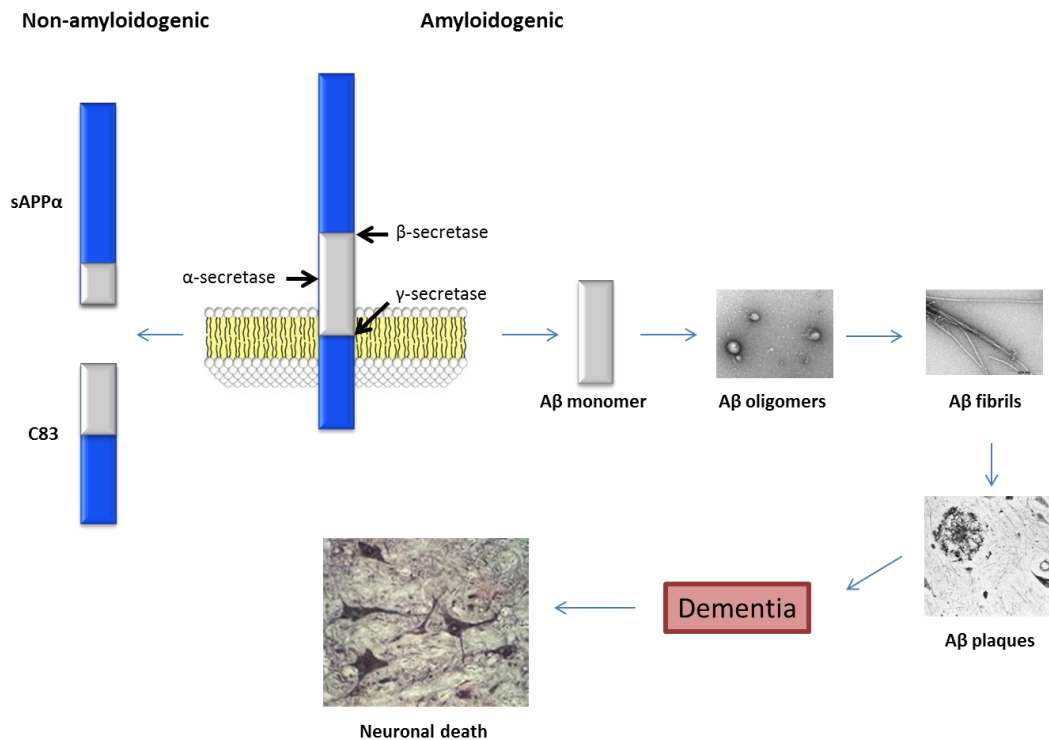 Non-amyloidogenic
Amyloidogenic
sAPPα
β-secretase
α-secretase
γ-secretase
Aβ monomer
Aβ oligomers
Aβ fibrils
C83
Dementia
Aβ plaques
Neuronal death